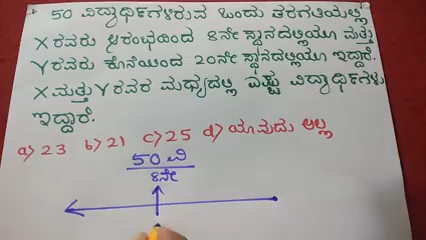 50 ವಿದ್ಯಾರ್ಥಿಗಳಿರುವ ಒಂದು ತರಗತಿಯಲ್ಲಿ
X ರವರು ಆರಂಭದಿಂದ 8ನೇ ಸ್ಥಾನದಲ್ಲಿಯೂ ಮತ್ತು
Y ರವರು ಕೊನೆಯಿಂದ 20ನೇ ಸ್ಥಾನದಲ್ಲಿಯೂ ಇದ್ದಾರೆ.
X ಮತ್ತು Y ರವರ ಮಧ್ಯದಲ್ಲಿ ಎಷ್ಟು ವಿದ್ಯಾರ್ಥಿಗಳು
ಇದ್ದಾರೆ.
a) 23 b) 21 c) 25 d) ಯಾವುದು ಅಲ್ಲ
50 ವಿ
8ನೇ